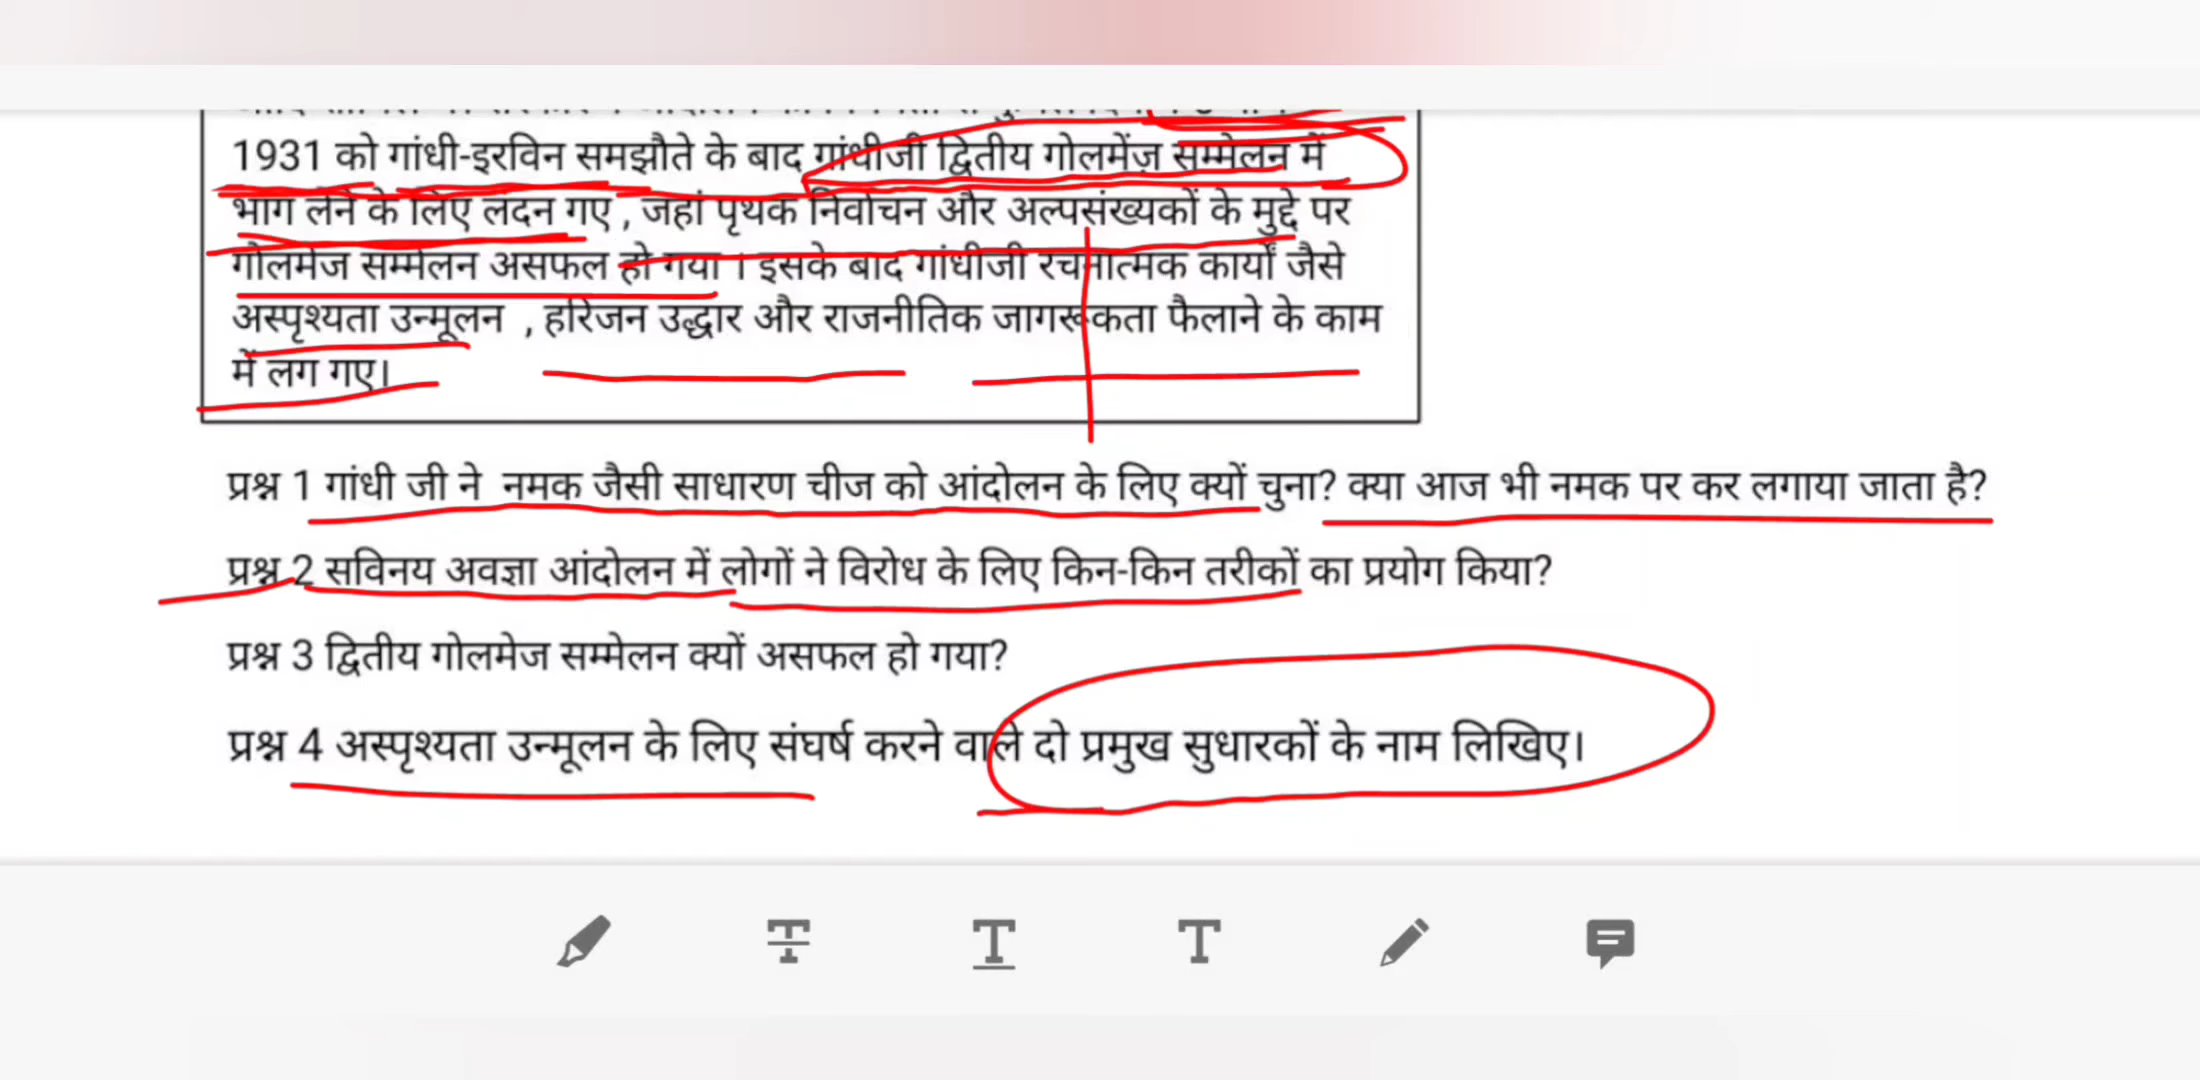 1931 को गांधी-इरविन समझौते के बाद गांधीजी द्वितीय गोलमेंज़ सम्मेलन में
भाग लेने के लिए लंदन गए , जहां पृथक निर्वाचन और अल्पसंख्यकों के मुद्दे पर
गोलमेज सम्मेलन असफल हो गया । इसके बाद गांधीजी रचनात्मक कार्यों जैसे
अस्पृश्यता उन्मूलन , हरिजन उद्धार और राजनीतिक जागरूकता फैलाने के काम
में लग गए।
प्रश्न 1 गांधी जी ने नमक जैसी साधारण चीज को आंदोलन के लिए क्यों चुना? क्या आज भी नमक पर कर लगाया जाता है?
प्रश्न 2 सविनय अवज्ञा आंदोलन में लोगों ने विरोध के लिए किन-किन तरीकों का प्रयोग किया?
प्रश्न 3 द्वितीय गोलमेज सम्मेलन क्यों असफल हो गया?
प्रश्न 4 अस्पृश्यता उन्मूलन के लिए संघर्ष करने वाले दो प्रमुख सुधारकों के नाम लिखिए।